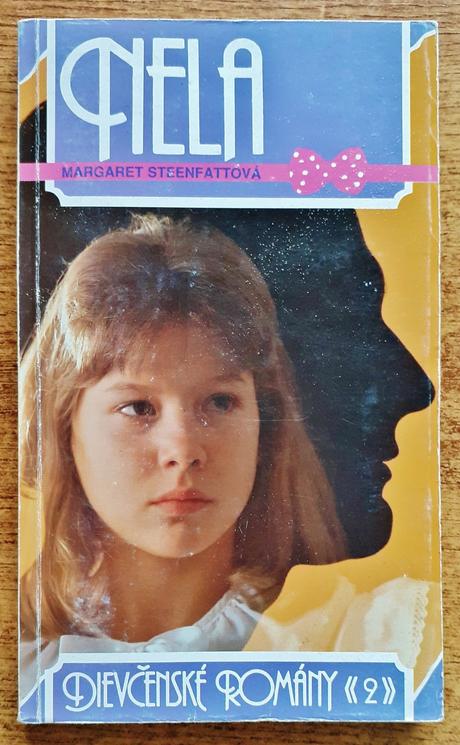 NELA
MARGARET STEENFATTOVÁ
DIEVČENSKÉ ROMÁNY «2»